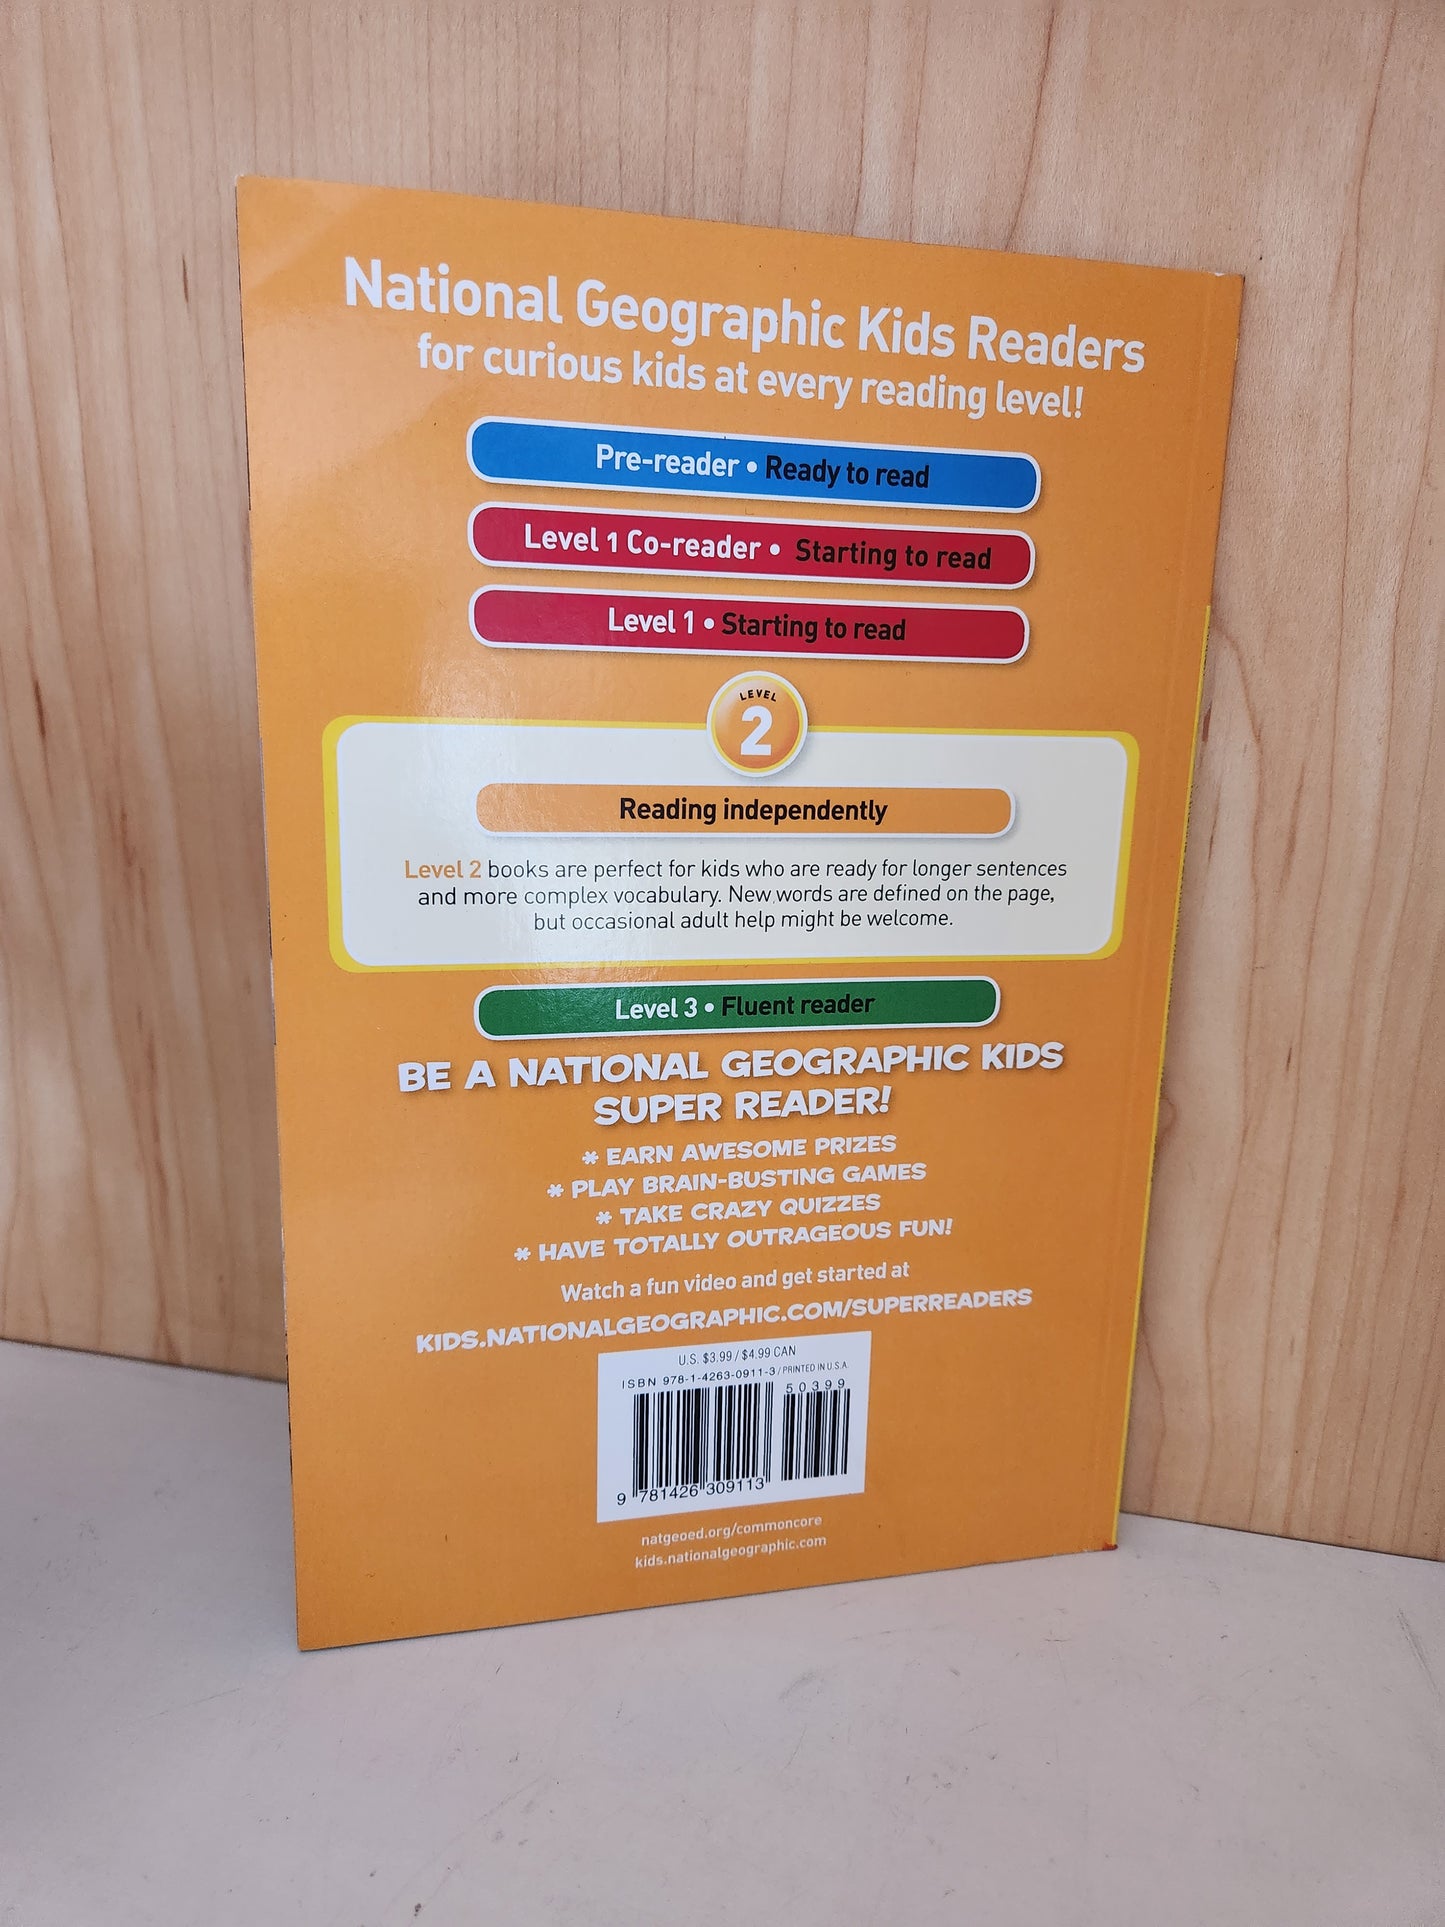 National Geographic Kids Readers
for curious kids at every reading level!
Pre-reader • Ready to read
Level 1 Co-reader • Starting to read
Level 1 • Starting to read
LEVEL
2
Reading independently
Level 2 books are perfect for kids who are ready for longer sentences
and more complex vocabulary. New words are defined on the page,
but occasional adult help might be welcome.
Level 3 • Fluent reader
BE A NATIONAL GEOGRAPHIC KIDS
SUPER READER!
* EARN AWESOME PRIZES
* PLAY BRAIN-BUSTING GAMES
* TAKE CRAZY QUIZZES
* HAVE TOTALLY OUTRAGEOUS FUN!
Watch a fun video and get started at
KIDS.NATIONALGEOGRAPHIC.COM/SUPERREADERS
U.S. $3.99 / $4.99 CAN
ISBN 978-1-4263-0911-3 / PRINTED IN U.S.A.
50399
9 781426 309113
natgeoed.org/commoncore
kids.nationalgeographic.com